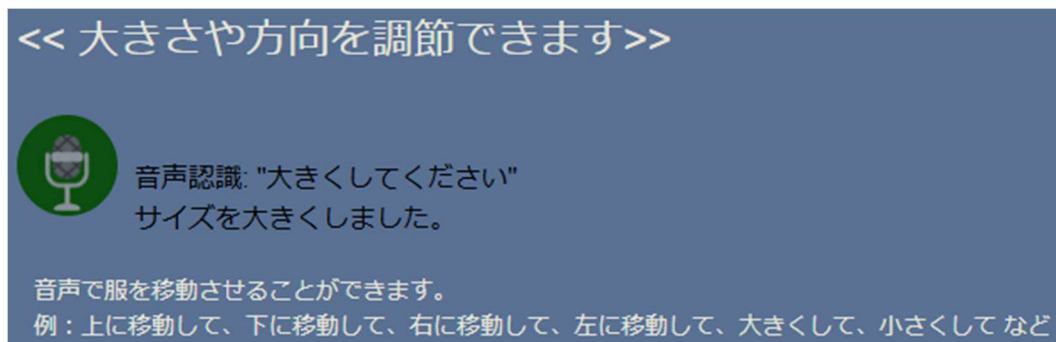 << 大きさや方向を調節できます>>
音声認識: "大きくしてください"
サイズを大きくしました。
音声で服を移動させることができます。
例：上に移動して、下に移動して、右に移動して、左に移動して、大きくして、小さくして など